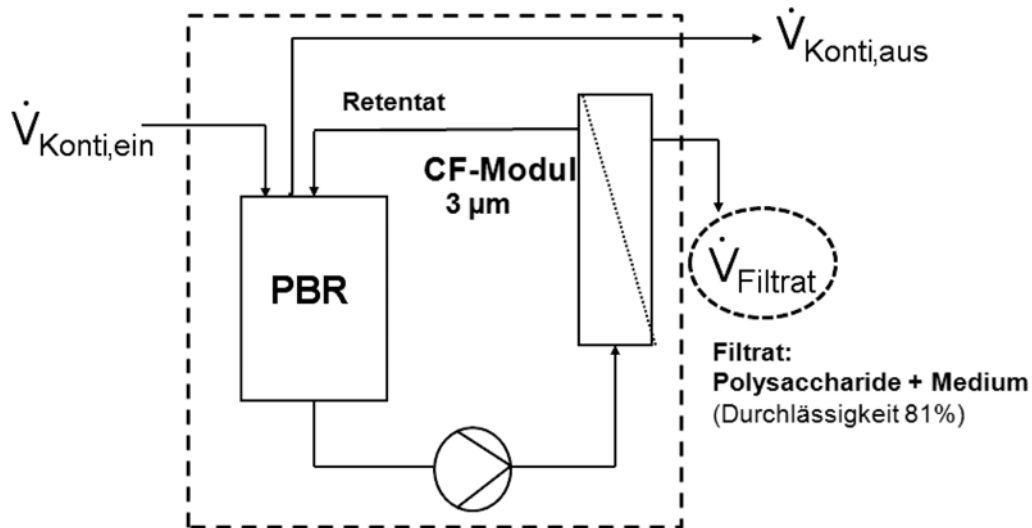 V̇Konti,aus
V̇Konti,ein
Retentat
CF-Modul
3 µm
PBR
V̇Filtrat
Filtrat:
Polysaccharide + Medium
(Durchlässigkeit 81%)